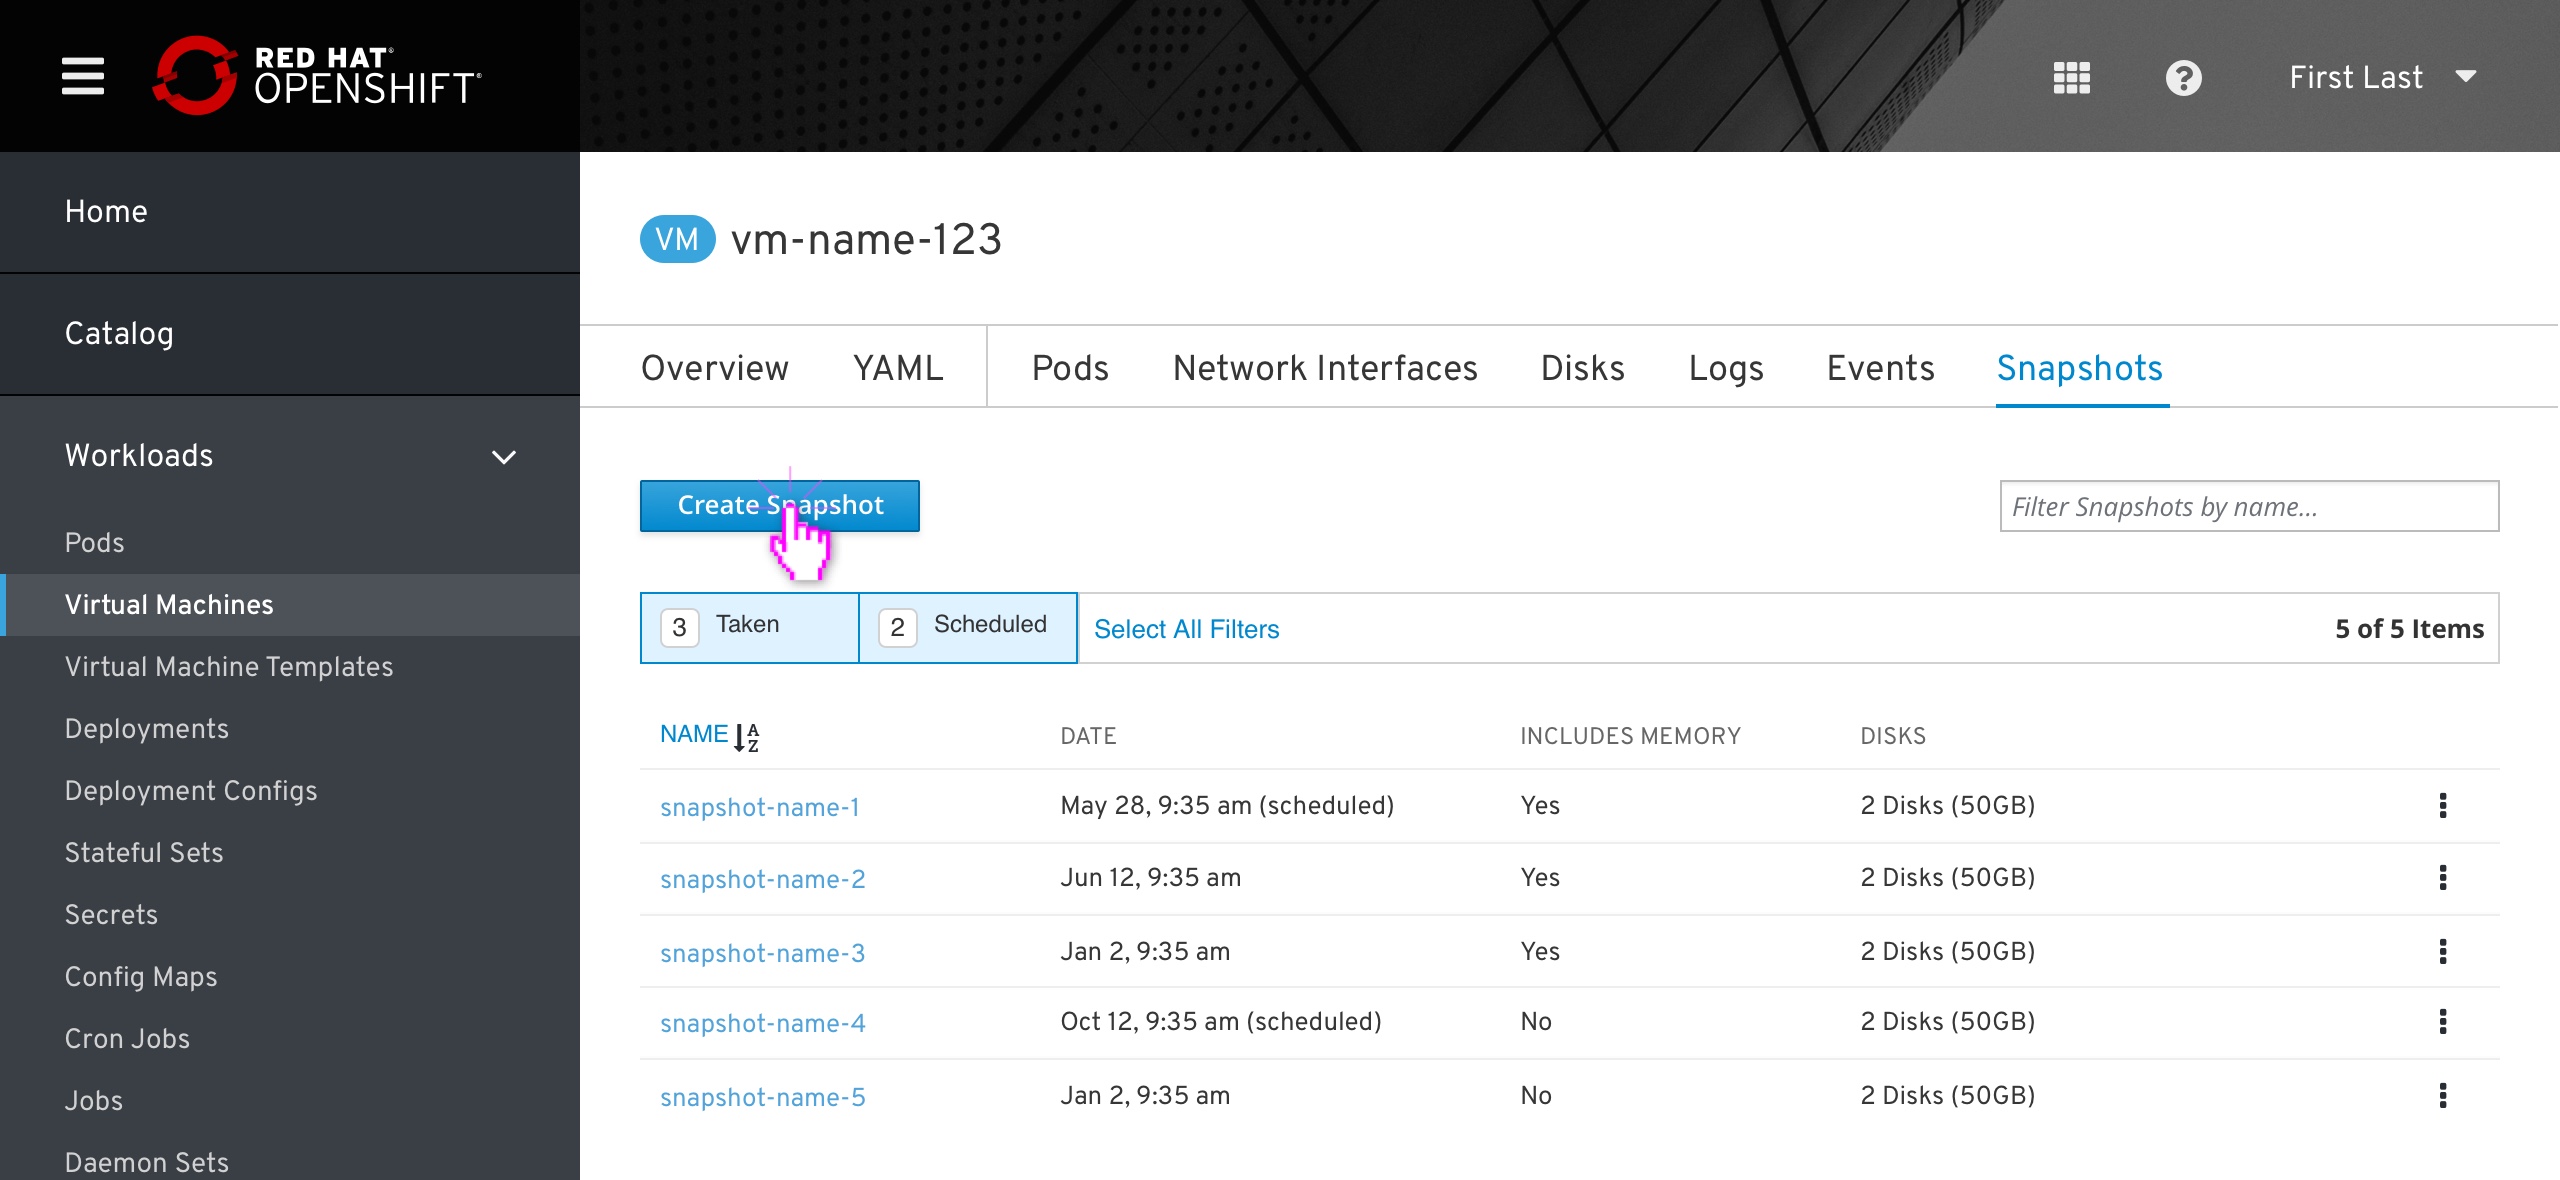 RED HAT®
OPENSHIFT®
First Last
Home
Catalog
Workloads
Pods
Virtual Machines
Virtual Machine Templates
Deployments
Deployment Configs
Stateful Sets
Secrets
Config Maps
Cron Jobs
Jobs
Daemon Sets
VM vm-name-123
Overview YAML Pods Network Interfaces Disks Logs Events Snapshots
Create Snapshot
Filter Snapshots by name...
3 Taken 2 Scheduled Select All Filters 5 of 5 Items
NAME AZ DATE INCLUDES MEMORY DISKS
snapshot-name-1 May 28, 9:35 am (scheduled) Yes 2 Disks (50GB)
snapshot-name-2 Jun 12, 9:35 am Yes 2 Disks (50GB)
snapshot-name-3 Jan 2, 9:35 am Yes 2 Disks (50GB)
snapshot-name-4 Oct 12, 9:35 am (scheduled) No 2 Disks (50GB)
snapshot-name-5 Jan 2, 9:35 am No 2 Disks (50GB)